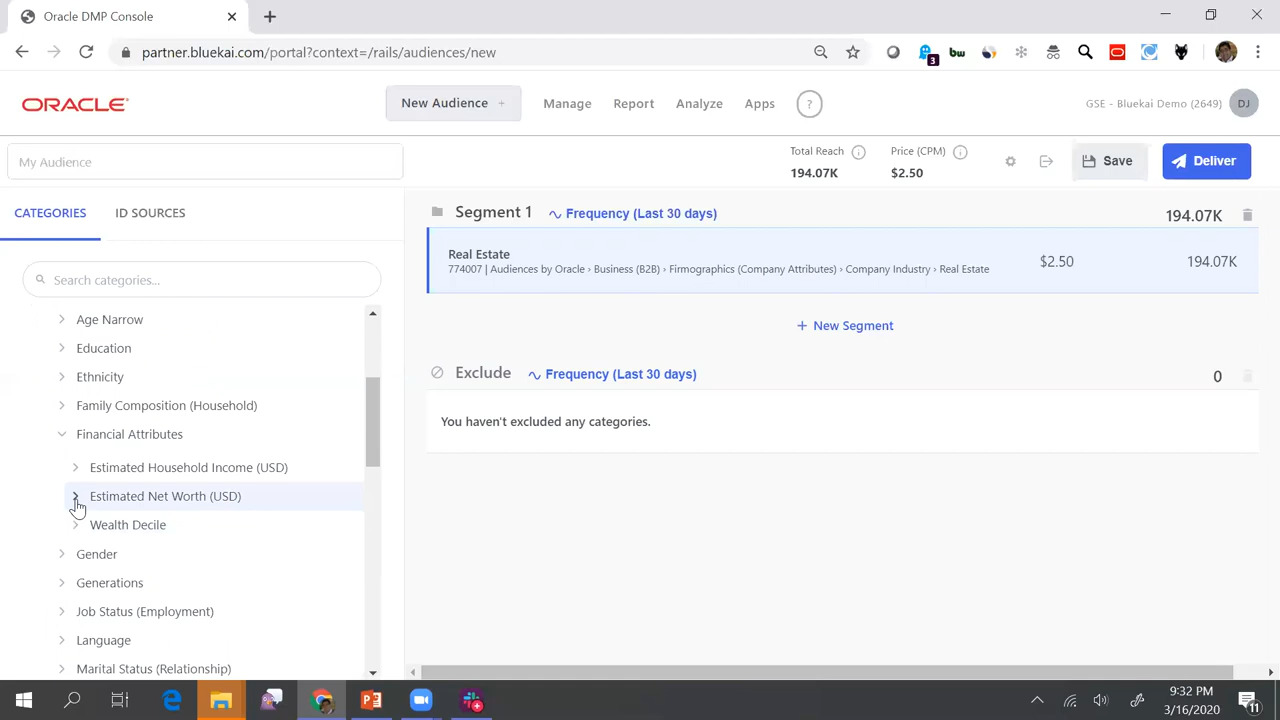 Oracle DMP Console
partner.bluekai.com/portal?context=/rails/audiences/new
3
bw
ORACLE
New Audience +
Manage
Report
Analyze
Apps
?
GSE - Bluekai Demo (2649)
DJ
My Audience
Total Reach
194.07K
Price (CPM)
$2.50
Save
Deliver
CATEGORIES
ID SOURCES
Search categories...
Age Narrow
Education
Ethnicity
Family Composition (Household)
Financial Attributes
Estimated Household Income (USD)
Estimated Net Worth (USD)
Wealth Decile
Gender
Generations
Job Status (Employment)
Language
Marital Status (Relationship)
Segment 1
Frequency (Last 30 days)
194.07K
Real Estate
774007 | Audiences by Oracle › Business (B2B) › Firmographics (Company Attributes) › Company Industry › Real Estate
$2.50
194.07K
+ New Segment
Exclude
Frequency (Last 30 days)
0
You haven't excluded any categories.
9:32 PM
3/16/2020
11